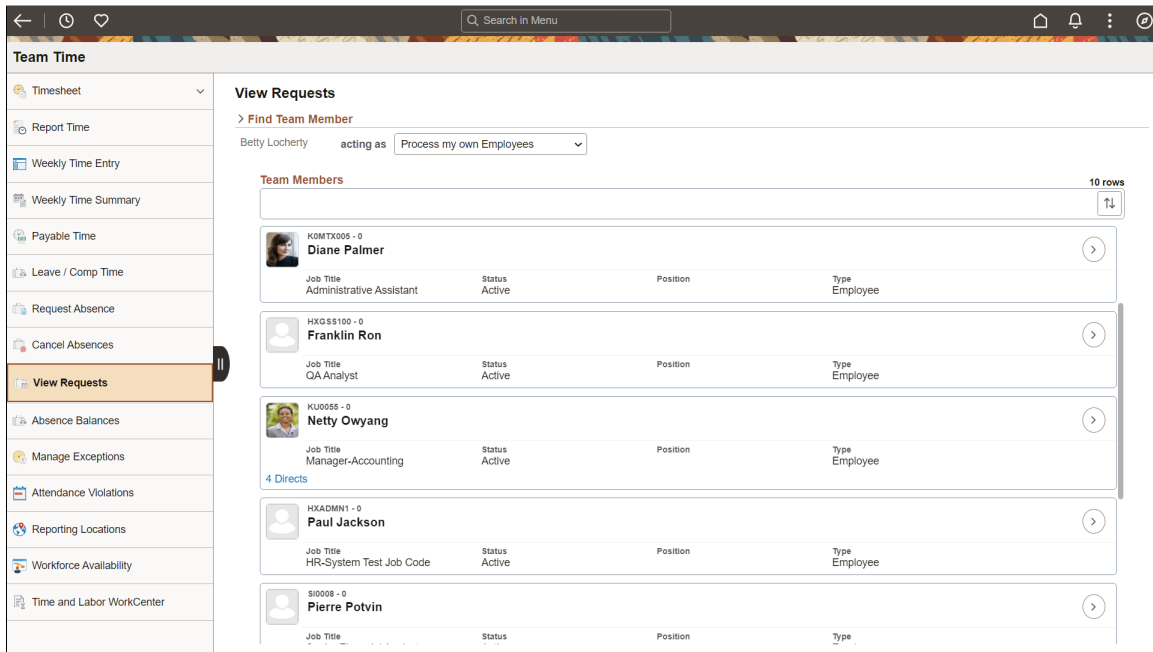 Search in Menu
Team Time
Timesheet
Report Time
Weekly Time Entry
Weekly Time Summary
Payable Time
Leave / Comp Time
Request Absence
Cancel Absences
View Requests
Absence Balances
Manage Exceptions
Attendance Violations
Reporting Locations
Workforce Availability
Time and Labor WorkCenter
View Requests
Find Team Member
Betty Locherty acting as Process my own Employees
Team Members 10 rows
K0MTX005 - 0
Diane Palmer
Job Title Status Position Type
Administrative Assistant Active Employee
HXGSS100 - 0
Franklin Ron
Job Title Status Position Type
QA Analyst Active Employee
KU0055 - 0
Netty Owyang
Job Title Status Position Type
Manager-Accounting Active Employee
4 Directs
HXADMN1 - 0
Paul Jackson
Job Title Status Position Type
HR-System Test Job Code Active Employee
SI0008 - 0
Pierre Potvin
Job Title Status Position Type